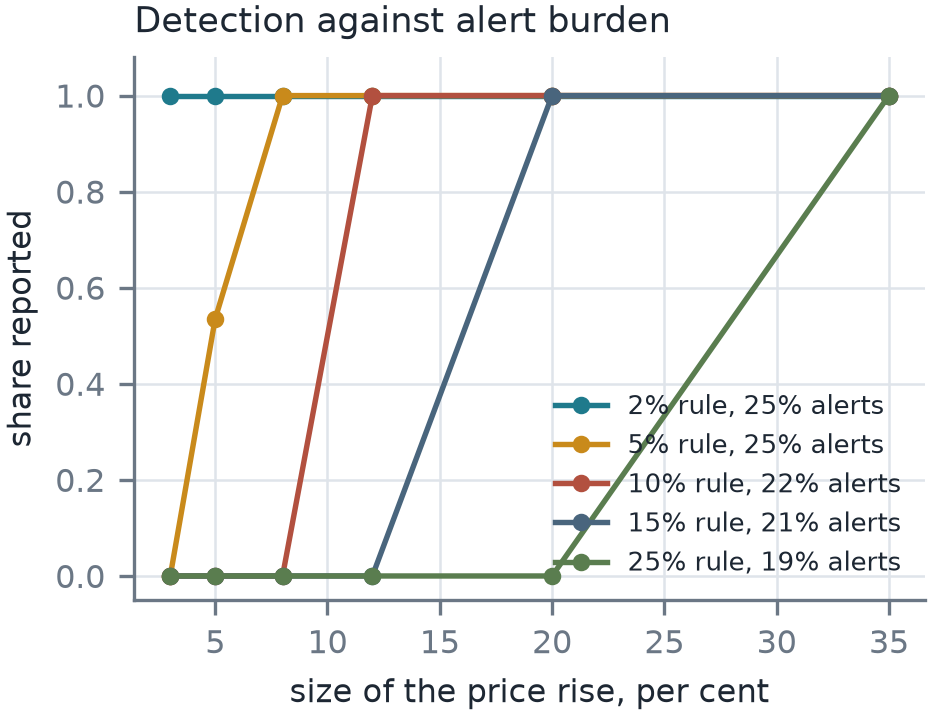 Detection against alert burden
share reported
1.0
0.8
0.6
0.4
0.2
0.0
2% rule, 25% alerts
5% rule, 25% alerts
10% rule, 22% alerts
15% rule, 21% alerts
25% rule, 19% alerts
5 10 15 20 25 30 35
size of the price rise, per cent